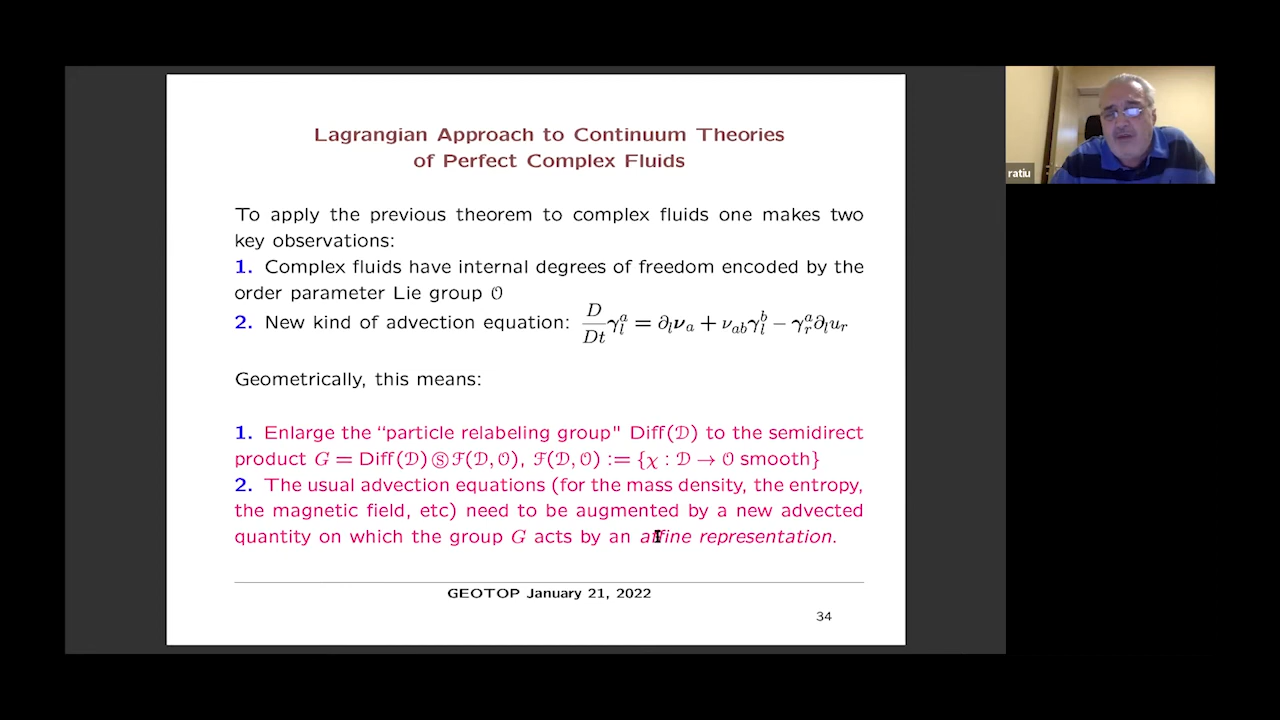 Lagrangian Approach to Continuum Theories
of Perfect Complex Fluids
To apply the previous theorem to complex fluids one makes two
key observations:
1. Complex fluids have internal degrees of freedom encoded by the
order parameter Lie group 𝒪
2. New kind of advection equation: D/Dt γ_l^a = ∂_l ν_a + ν_ab γ_l^b − γ_r^a ∂_l u_r
Geometrically, this means:
1. Enlarge the “particle relabeling group" Diff(𝒟) to the semidirect
product G = Diff(𝒟) Ⓢ ℱ(𝒟, 𝒪), ℱ(𝒟, 𝒪) := {χ : 𝒟 → 𝒪 smooth}
2. The usual advection equations (for the mass density, the entropy,
the magnetic field, etc) need to be augmented by a new advected
quantity on which the group G acts by an affine representation.
GEOTOP January 21, 2022
34
ratiu